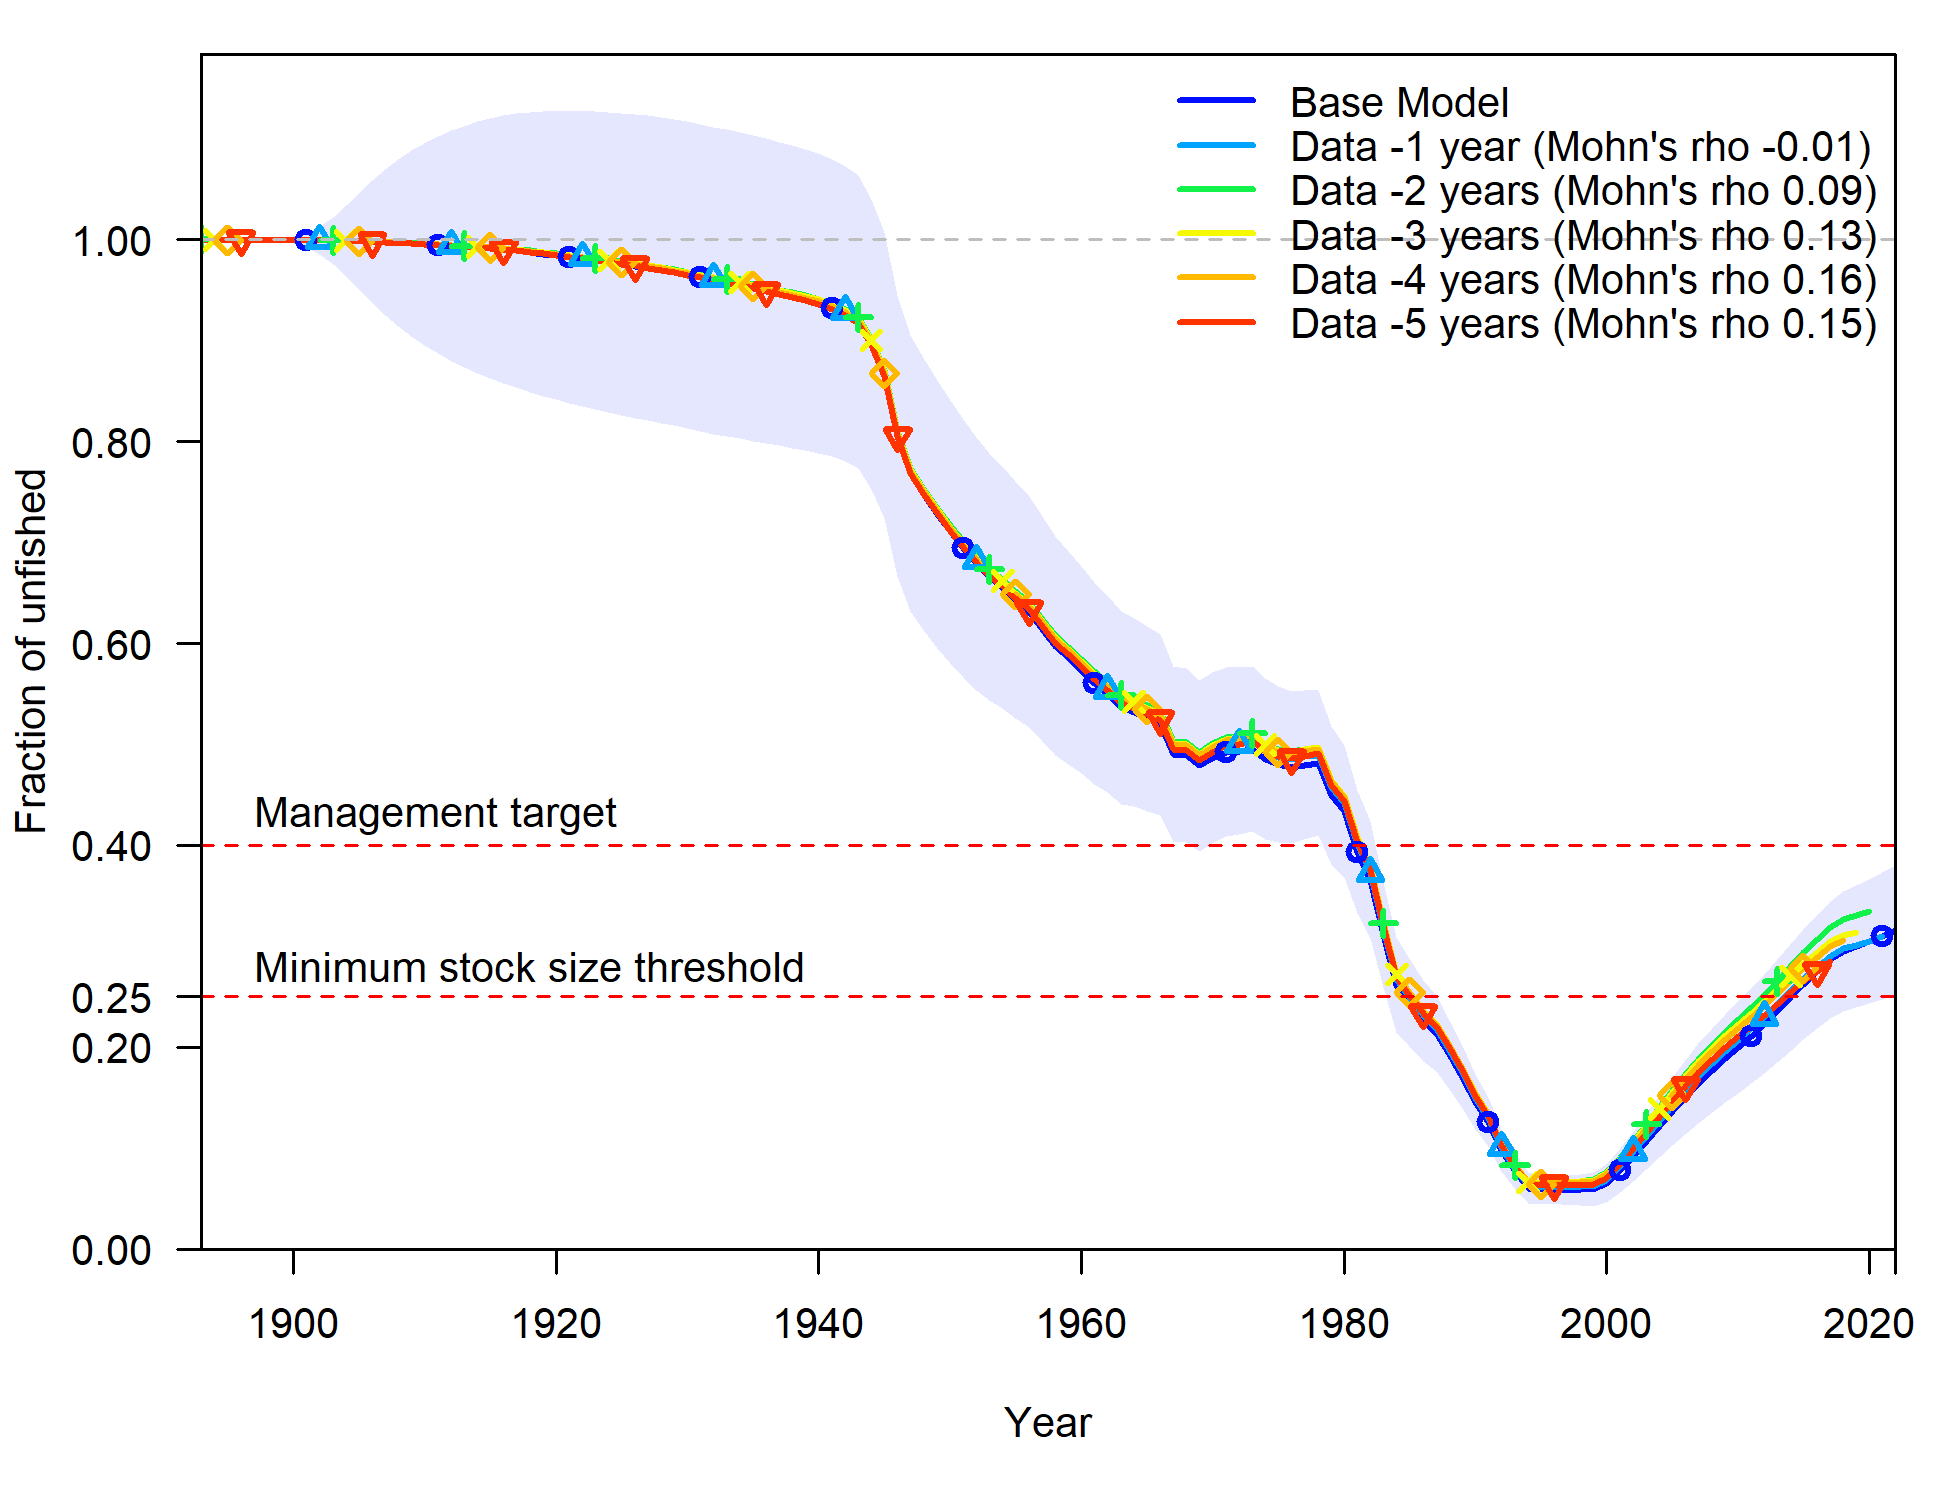 Base Model
Data -1 year (Mohn's rho -0.01)
Data -2 years (Mohn's rho 0.09)
Data -3 years (Mohn's rho 0.13)
Data -4 years (Mohn's rho 0.16)
Data -5 years (Mohn's rho 0.15)
1.00
0.80
0.60
0.40
0.25
0.20
0.00
Fraction of unfished
Management target
Minimum stock size threshold
1900 1920 1940 1960 1980 2000 2020
Year